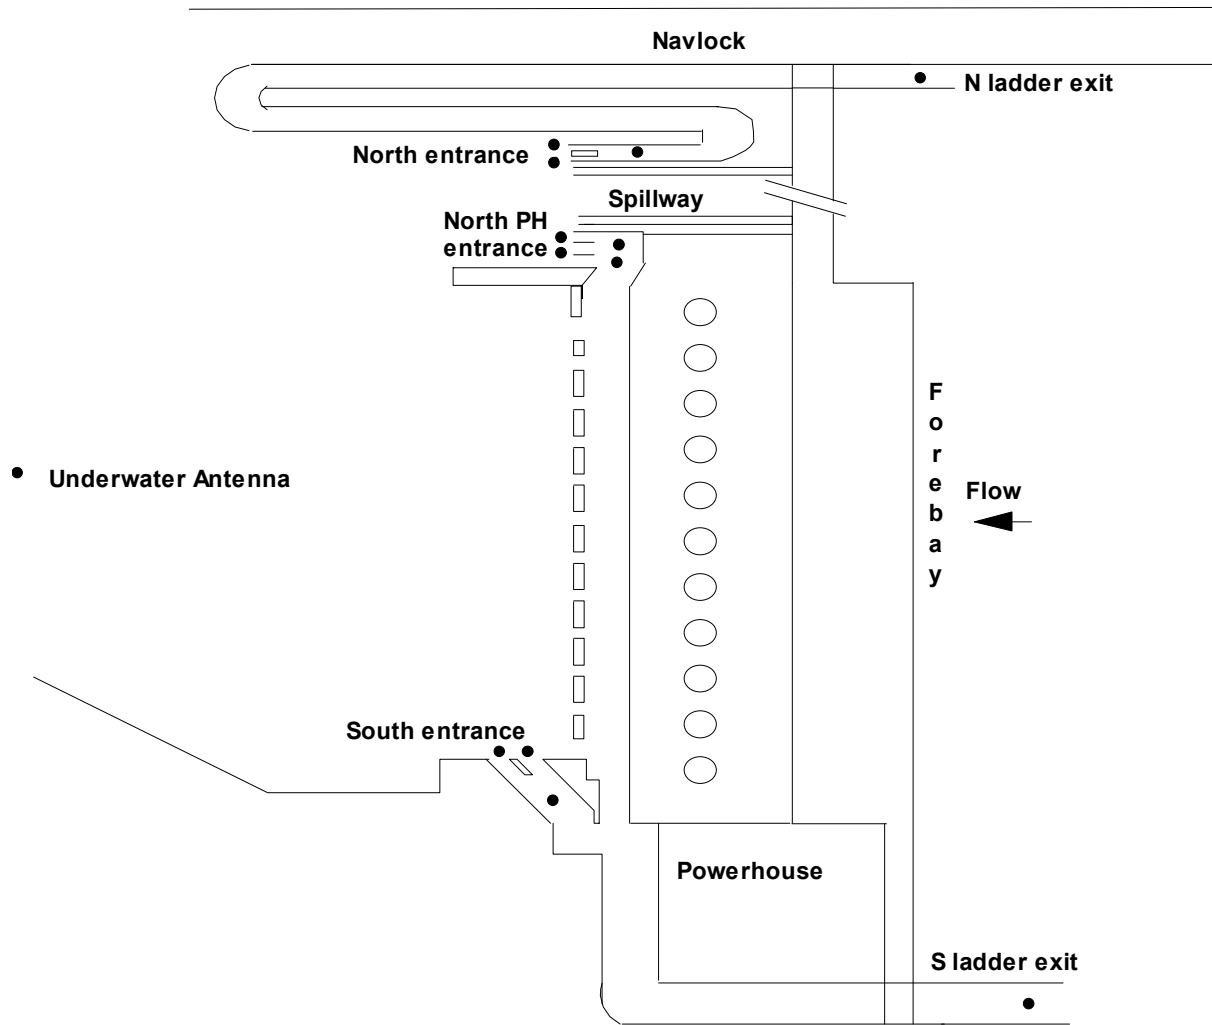 Navlock
N ladder exit
North entrance
Spillway
North PH
entrance
F
o
r
e
b
a
y
Underwater Antenna
Flow
South entrance
Powerhouse
S ladder exit